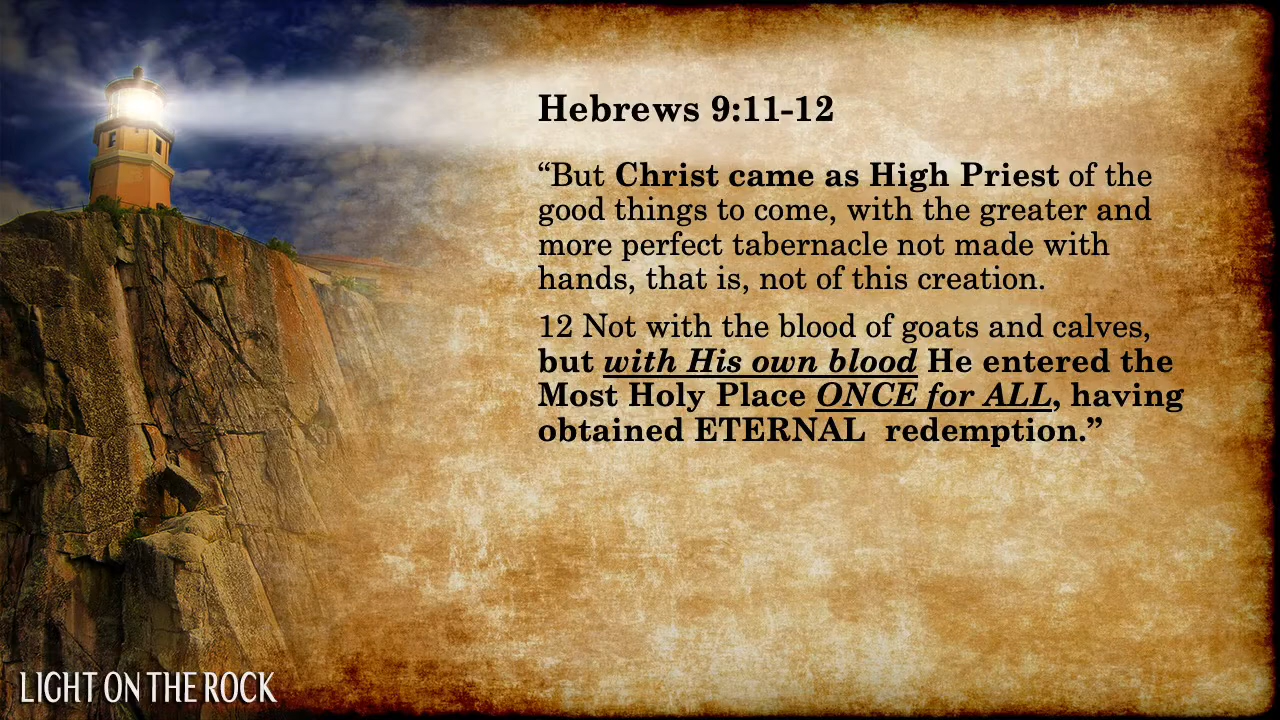 Hebrews 9:11-12
“But Christ came as High Priest of the
good things to come, with the greater and
more perfect tabernacle not made with
hands, that is, not of this creation.
12 Not with the blood of goats and calves,
but with His own blood He entered the
Most Holy Place ONCE for ALL, having
obtained ETERNAL  redemption.”
LIGHT ON THE ROCK